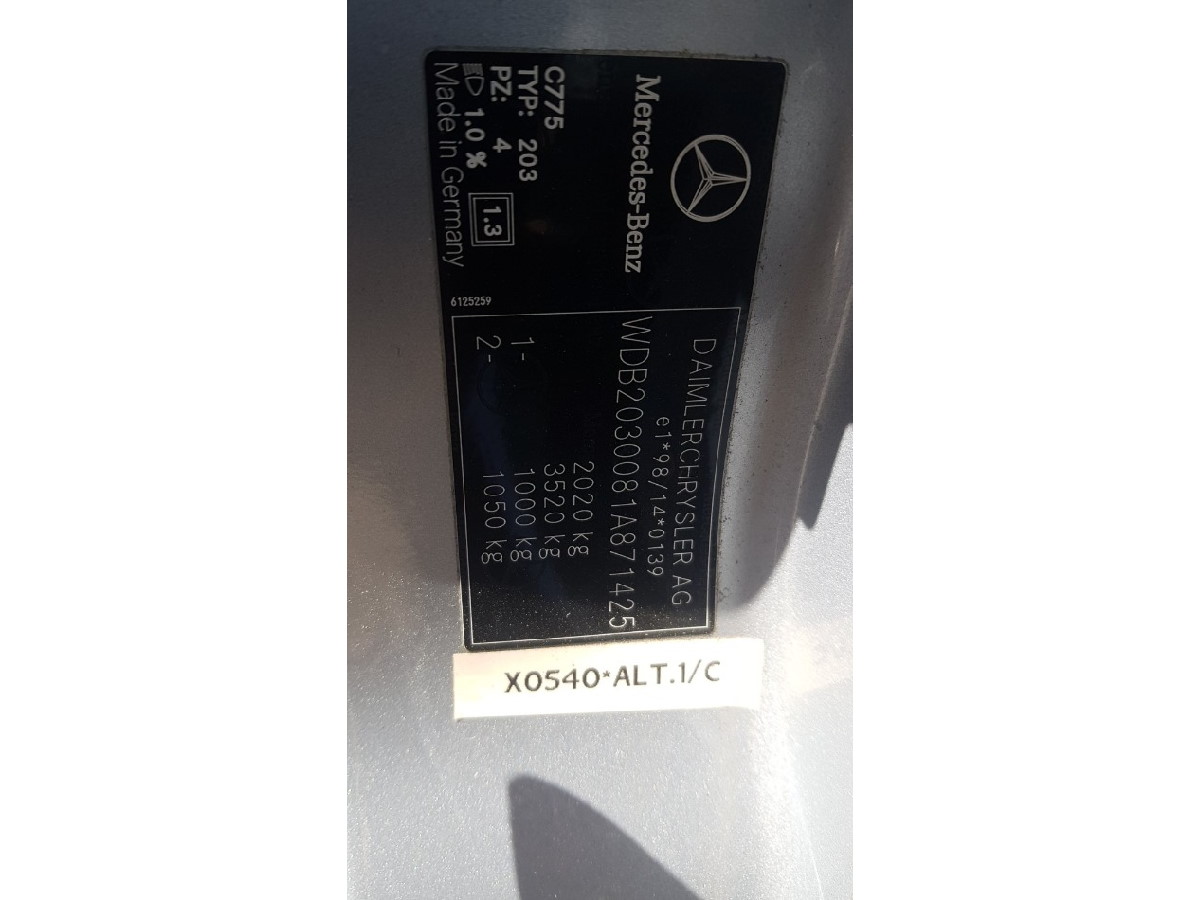 Mercedes-Benz
C775
TYP: 203
PZ: 4
1.0 %
1.3
Made in Germany
6125259
DAIMLERCHRYSLER AG
e1*98/14*0139
WDB2030081A871425
2020 kg
3520 kg
1- 1000 kg
2- 1050 kg
X0540*ALT.1/C